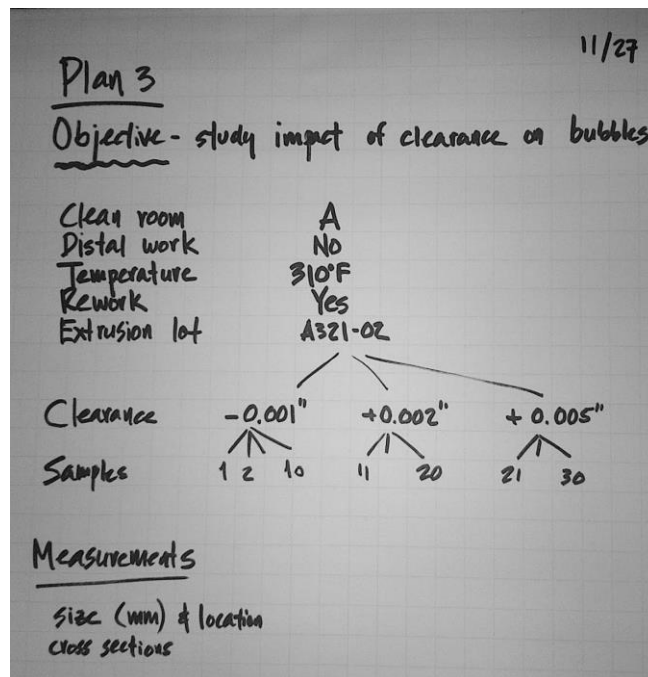 11/27
Plan 3
Objective - study impact of clearance on bubbles
Clean room A
Distal work No
Temperature 310°F
Rework Yes
Extrusion lot A321-02
Clearance -0.001" +0.002" + 0.005"
Samples 1 2 10 11 20 21 30
Measurements
size (mm) & location
cross sections